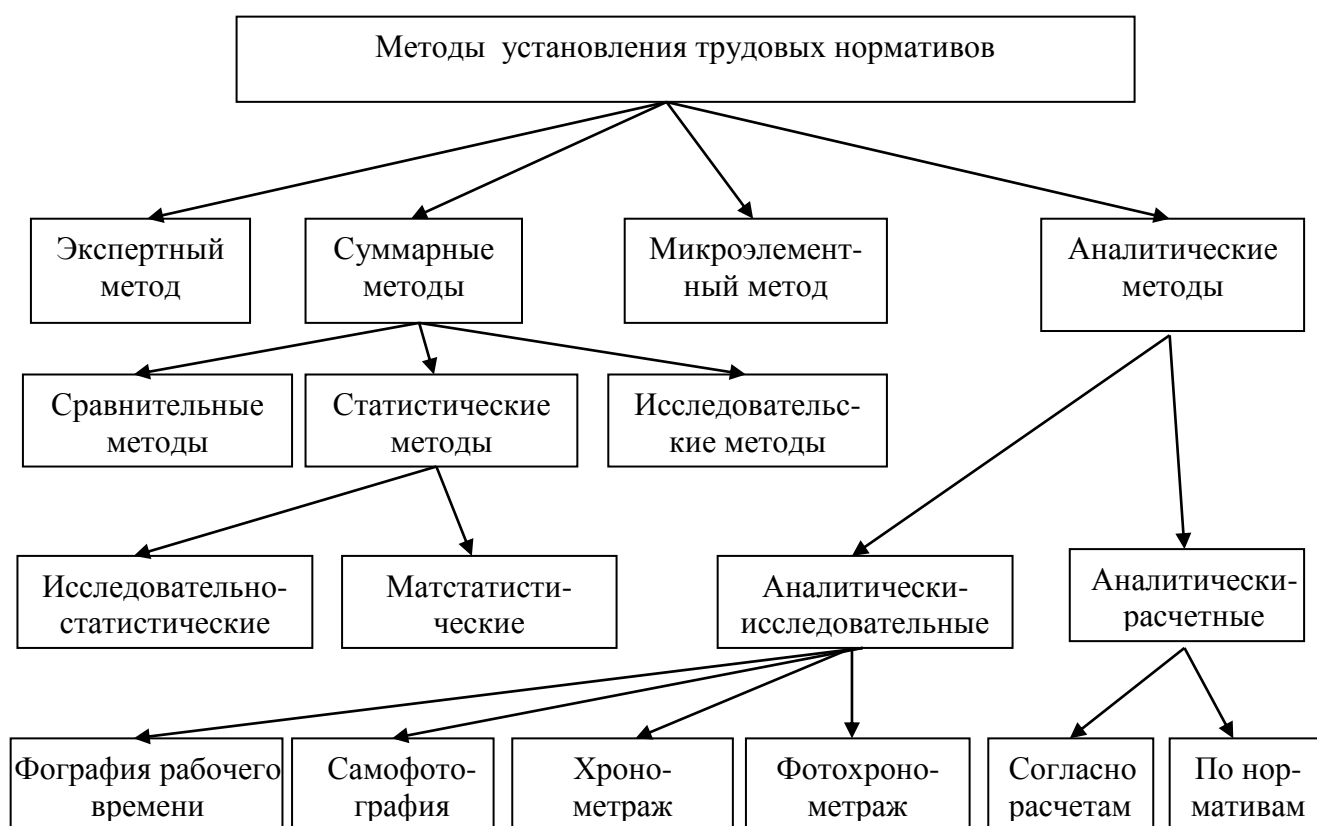 Методы установления трудовых нормативов
Экспертный
метод
Суммарные
методы
Микроэлемент-
ный метод
Аналитические
методы
Сравнительные
методы
Статистические
методы
Исследовательс-
кие методы
Исследовательно-
статистические
Матстатисти-
ческие
Аналитически-
исследовательные
Аналитически-
расчетные
Фография рабочего
времени
Самофото-
графия
Хроно-
метраж
Фотохроно-
метраж
Согласно
расчетам
По нор-
мативам